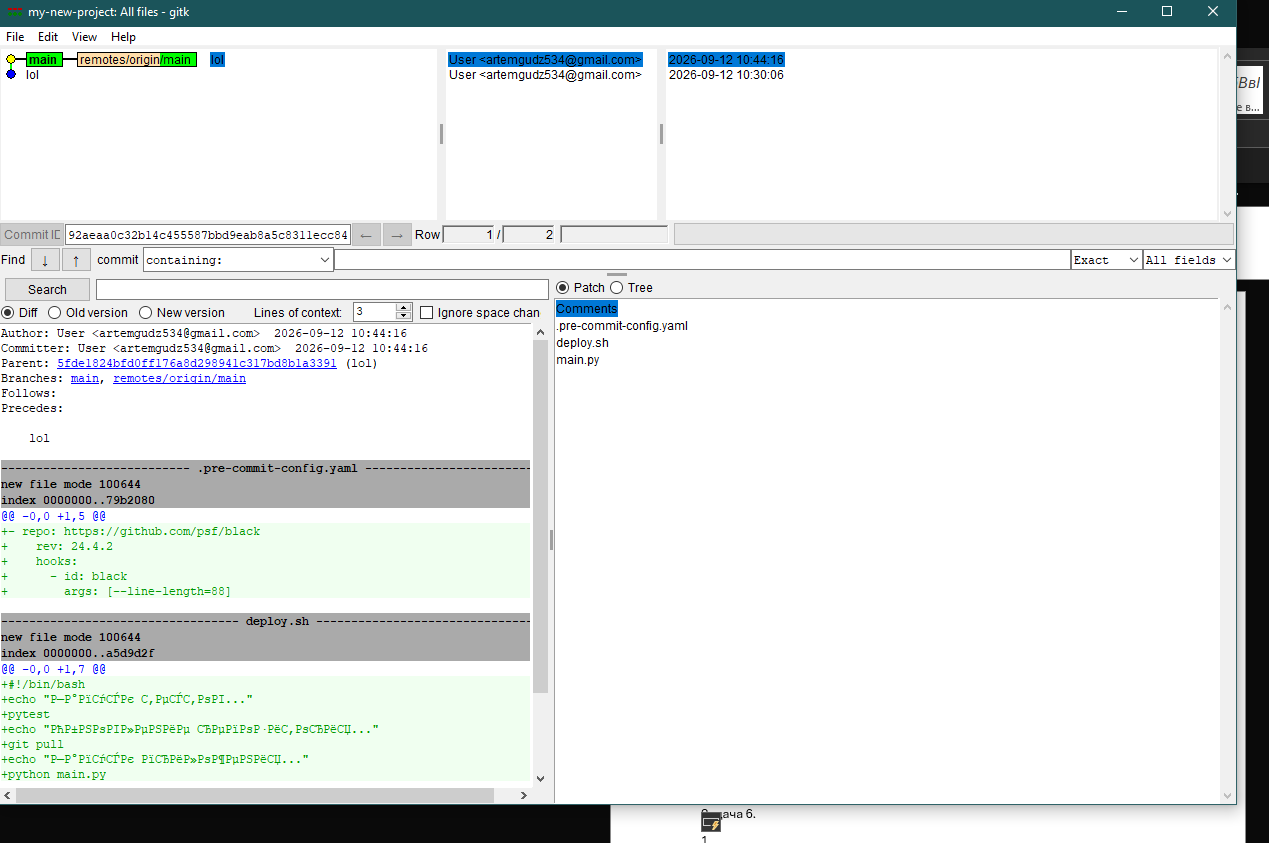 my-new-project: All files - gitk
File Edit View Help
main remotes/origin/main lol User <artemgudz534@gmail.com> 2026-09-12 10:44:16
lol User <artemgudz534@gmail.com> 2026-09-12 10:30:06
Commit ID 92aeaa0c32b14c455587bbd9eab8a5c8311ecc84 ← → Row 1 / 2
Find ↓ ↑ commit containing: Exact All fields
Search
Patch Tree
Diff Old version New version Lines of context: 3 Ignore space chan
Comments
.pre-commit-config.yaml
deploy.sh
main.py
Author: User <artemgudz534@gmail.com> 2026-09-12 10:44:16
Committer: User <artemgudz534@gmail.com> 2026-09-12 10:44:16
Parent: 5fde1824bfd0ff176a8d298941c317bd8b1a3391 (lol)
Branches: main, remotes/origin/main
Follows:
Precedes:
lol
--------------------------- .pre-commit-config.yaml ------------------------
new file mode 100644
index 0000000..79b2080
@@ -0,0 +1,5 @@
+- repo: https://github.com/psf/black
+    rev: 24.4.2
+    hooks:
+      - id: black
+        args: [--line-length=88]
---------------------------------- deploy.sh -------------------------------
new file mode 100644
index 0000000..a5d9d2f
@@ -0,0 +1,7 @@
+#!/bin/bash
+echo "Р—Р°РїСѓСЃРє С‚РµСЃС‚РѕРІ..."
+pytest
+echo "РћР±РЅРѕРІР»РµРЅРёРµ СЂРµРїРѕР·РёС‚РѕСЂРёСЏ..."
+git pull
+echo "Р—Р°РїСѓСЃРє РїСЂРёР»РѕР¶РµРЅРёСЏ..."
+python main.py
6.
1